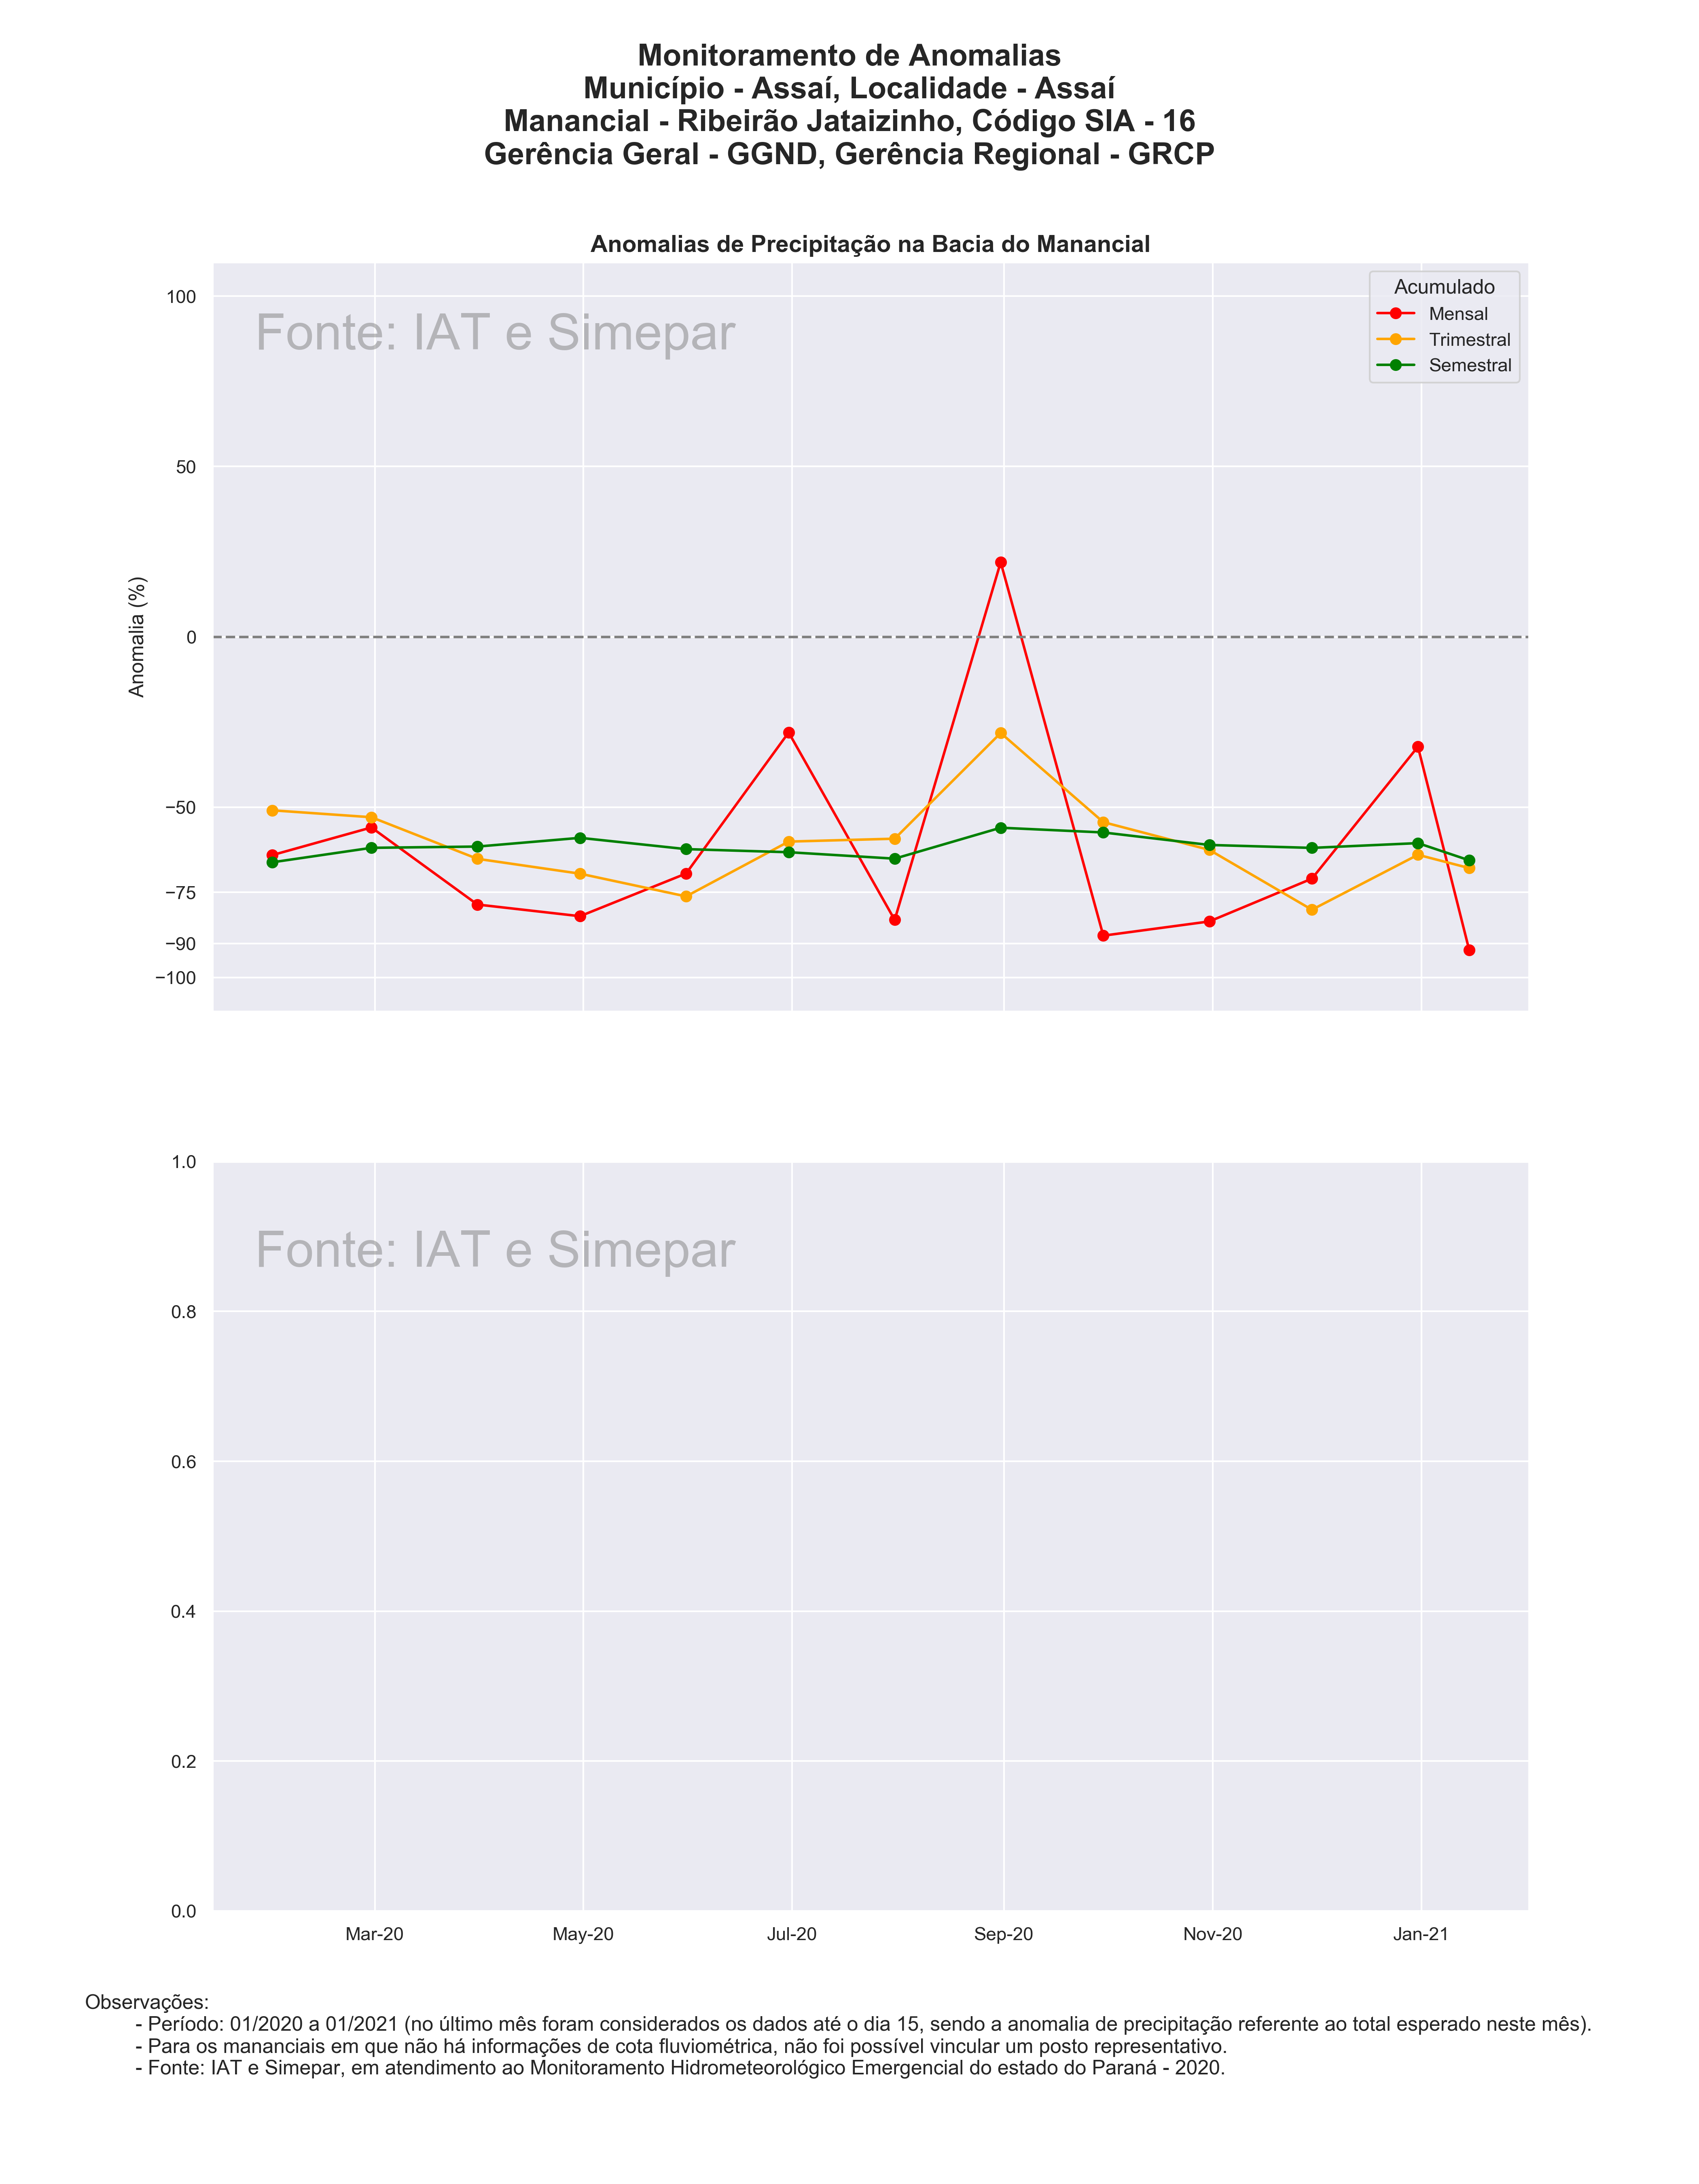 Monitoramento de Anomalias
Município - Assaí, Localidade - Assaí
Manancial - Ribeirão Jataizinho, Código SIA - 16
Gerência Geral - GGND, Gerência Regional - GRCP
Anomalias de Precipitação na Bacia do Manancial
Fonte: IAT e Simepar
Acumulado
Mensal
Trimestral
Semestral
Anomalia (%)
100
50
0
−50
−75
−90
−100
Fonte: IAT e Simepar
1.0
0.8
0.6
0.4
0.2
0.0
Mar-20 May-20 Jul-20 Sep-20 Nov-20 Jan-21
Observações:
- Período: 01/2020 a 01/2021 (no último mês foram considerados os dados até o dia 15, sendo a anomalia de precipitação referente ao total esperado neste mês).
- Para os mananciais em que não há informações de cota fluviométrica, não foi possível vincular um posto representativo.
- Fonte: IAT e Simepar, em atendimento ao Monitoramento Hidrometeorológico Emergencial do estado do Paraná - 2020.